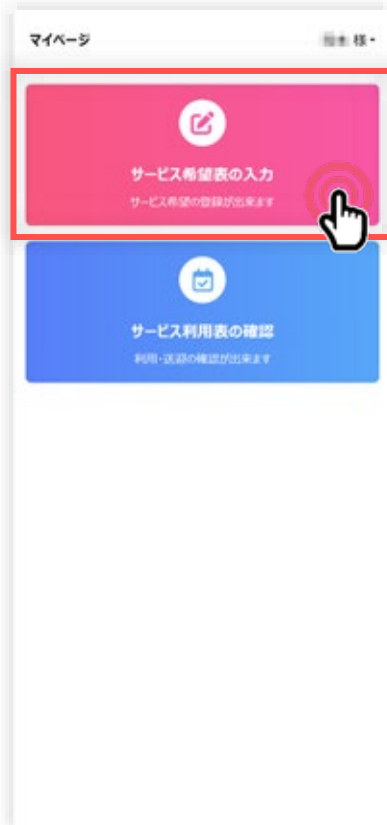 マイページ
様
サービス希望表の入力
サービス希望の登録が出来ます
サービス利用表の確認
利用・送迎の確認が出来ます